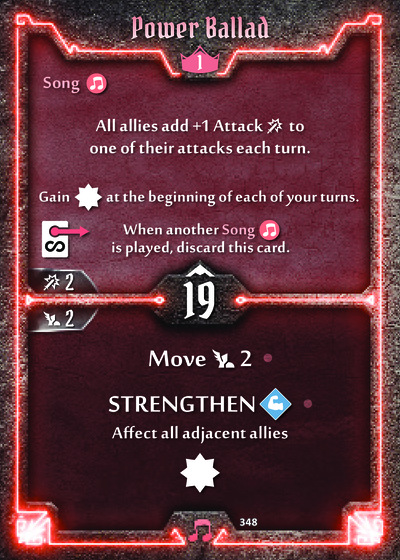 Power Ballad
1
Song
All allies add +1 Attack to
one of their attacks each turn.
Gain at the beginning of each of your turns.
When another Song
is played, discard this card.
2
19
2
Move 2
STRENGTHEN
Affect all adjacent allies
348